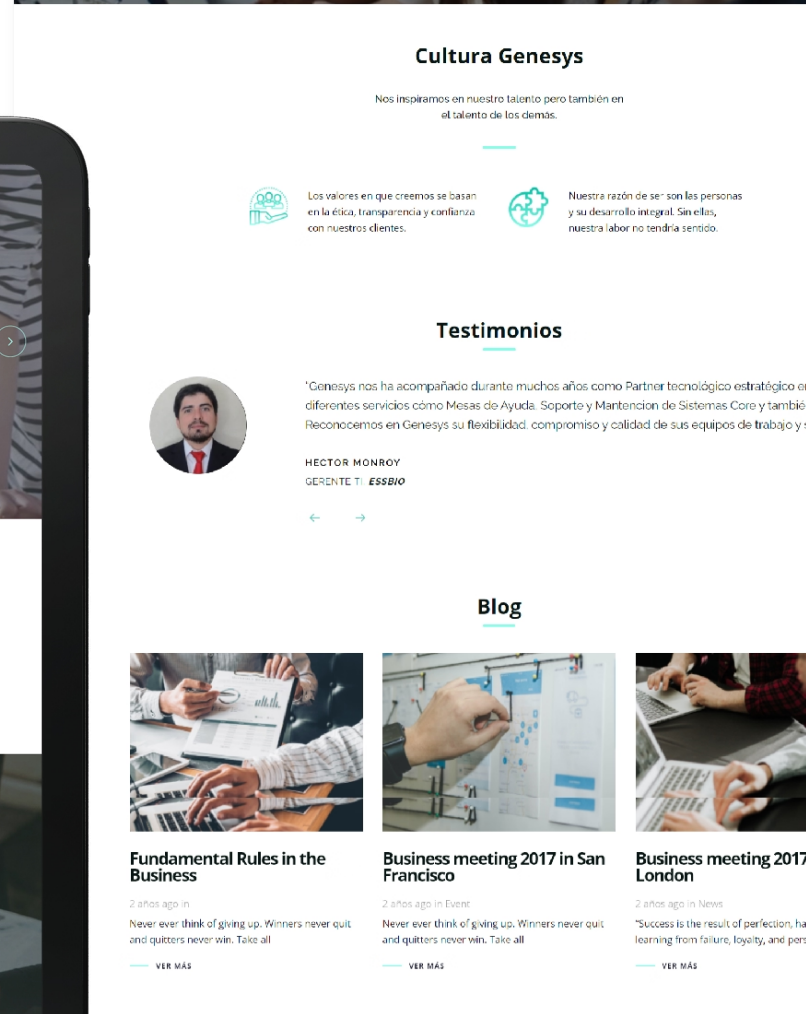 Cultura Genesys
Nos inspiramos en nuestro talento pero también en
el talento de los demás.
Los valores en que creemos se basan
en la ética, transparencia y confianza
con nuestros clientes.
Nuestra razón de ser son las personas
y su desarrollo integral. Sin ellas,
nuestra labor no tendría sentido.
Testimonios
"Genesys nos ha acompañado durante muchos años como Partner tecnológico estratégico en
diferentes servicios cómo Mesas de Ayuda, Soporte y Mantencion de Sistemas Core y tambié
Reconocemos en Genesys su flexibilidad, compromiso y calidad de sus equipos de trabajo y s
HECTOR MONROY
GERENTE TI ESSBIO
Blog
Fundamental Rules in the
Business
2 años ago in
Never ever think of giving up. Winners never quit
and quitters never win. Take all
VER MÁS
Business meeting 2017 in San
Francisco
2 años ago in Event
Never ever think of giving up. Winners never quit
and quitters never win. Take all
VER MÁS
Business meeting 2017
London
2 años ago in News
"Success is the result of perfection, ha
learning from failure, loyalty, and pers
VER MÁS